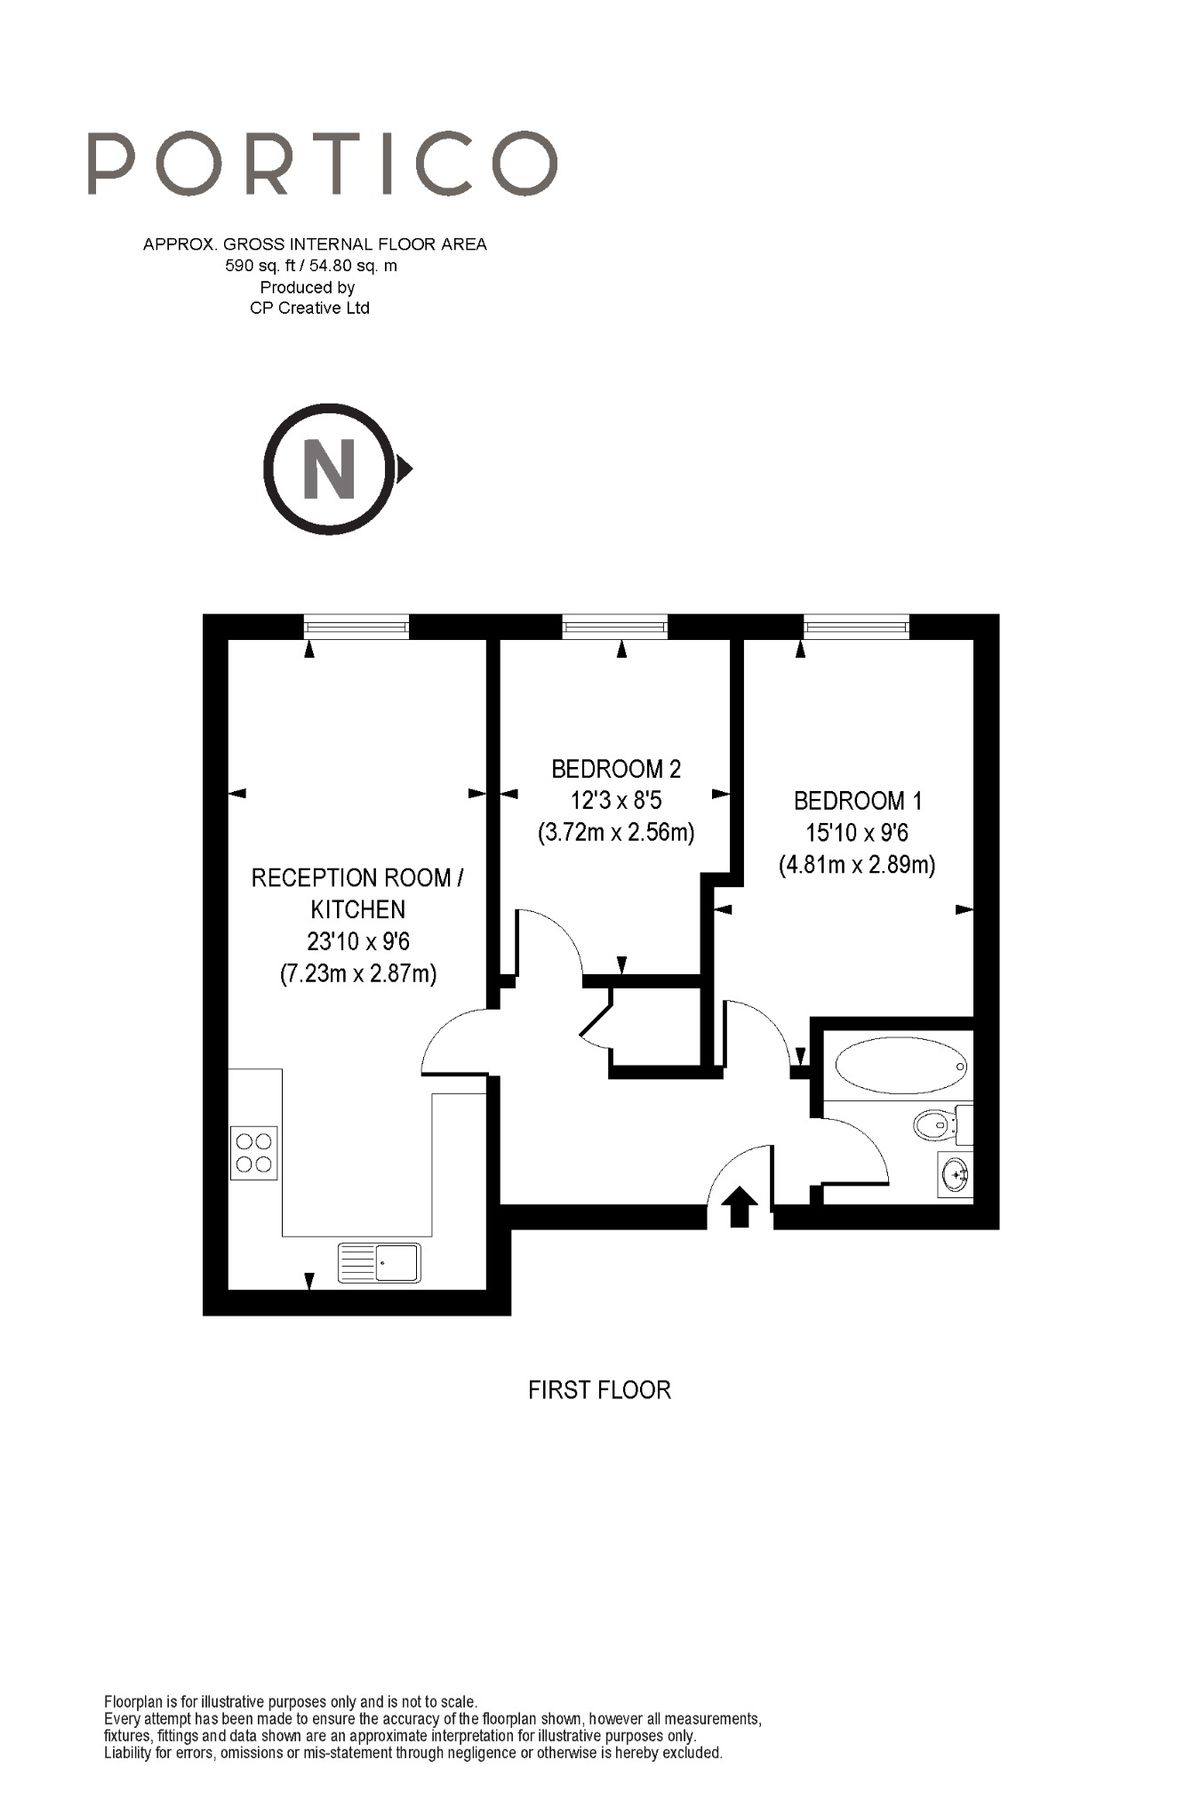 PORTICO
APPROX. GROSS INTERNAL FLOOR AREA
590 sq. ft / 54.80 sq. m
Produced by
CP Creative Ltd
N
BEDROOM 2
12'3 x 8'5
(3.72m x 2.56m)
BEDROOM 1
15'10 x 9'6
(4.81m x 2.89m)
RECEPTION ROOM /
KITCHEN
23'10 x 9'6
(7.23m x 2.87m)
FIRST FLOOR
Floorplan is for illustrative purposes only and is not to scale.
Every attempt has been made to ensure the accuracy of the floorplan shown, however all measurements,
fixtures, fittings and data shown are an approximate interpretation for illustrative purposes only.
Liability for errors, omissions or mis-statement through negligence or otherwise is hereby excluded.